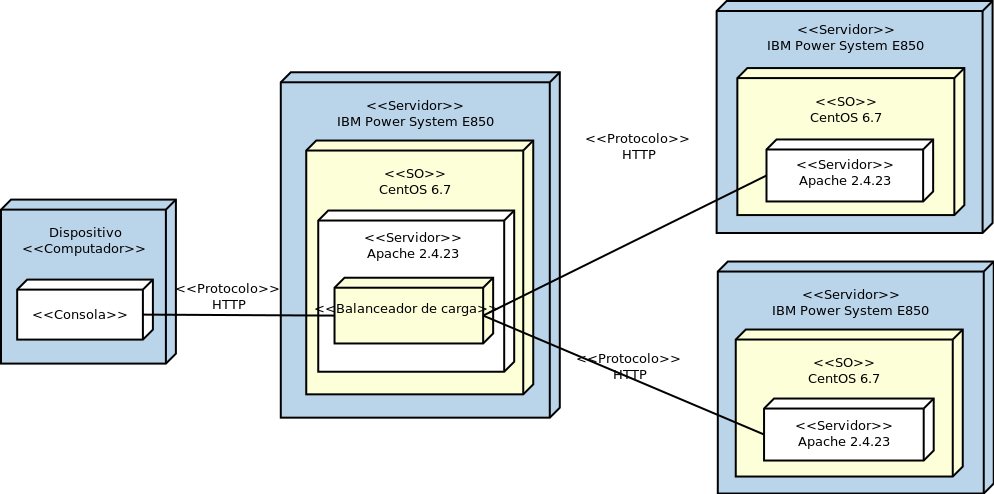 Dispositivo
<<Computador>>
<<Consola>>
<<Protocolo>>
HTTP
<<Servidor>>
IBM Power System E850
<<SO>>
CentOS 6.7
<<Servidor>>
Apache 2.4.23
<<Balanceador de carga>>
<<Protocolo>>
HTTP
<<Protocolo>>
HTTP
<<Servidor>>
IBM Power System E850
<<SO>>
CentOS 6.7
<<Servidor>>
Apache 2.4.23
<<Servidor>>
IBM Power System E850
<<SO>>
CentOS 6.7
<<Servidor>>
Apache 2.4.23